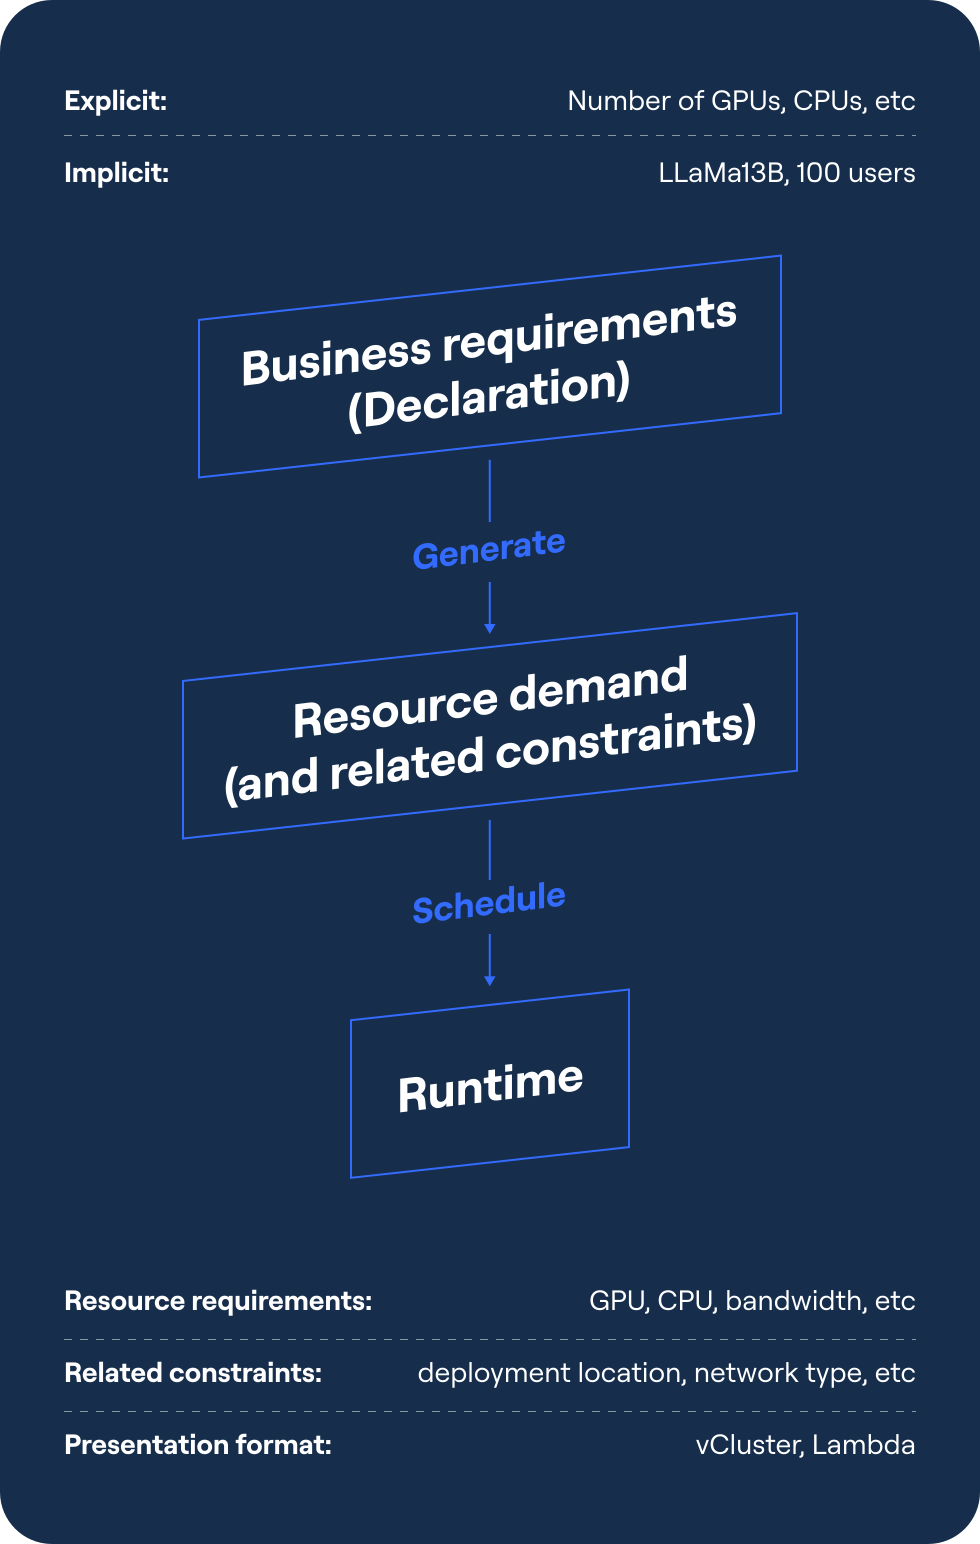 Explicit: Number of GPUs, CPUs, etc
Implicit: LLaMa13B, 100 users
Business requirements
(Declaration)
Generate
Resource demand
(and related constraints)
Schedule
Runtime
Resource requirements: GPU, CPU, bandwidth, etc
Related constraints: deployment location, network type, etc
Presentation format: vCluster, Lambda